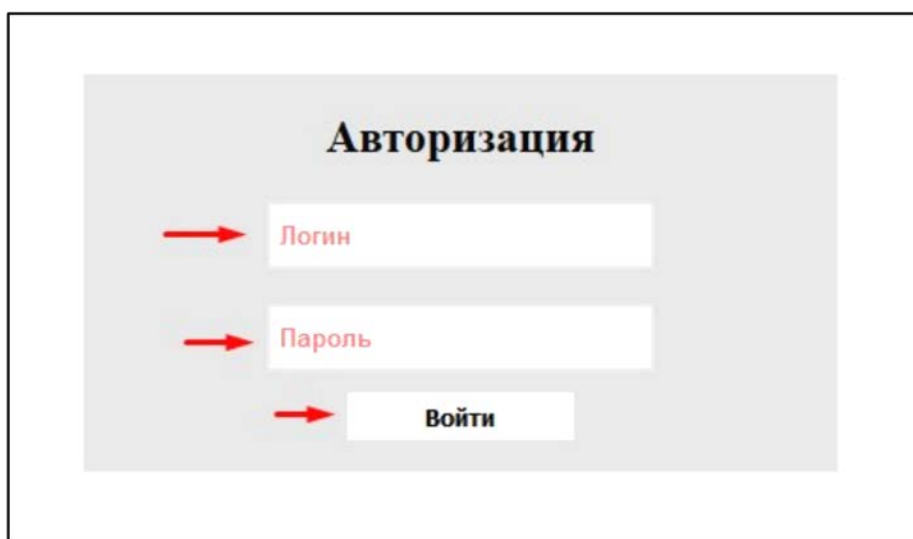 Авторизация
Логин
Пароль
Войти